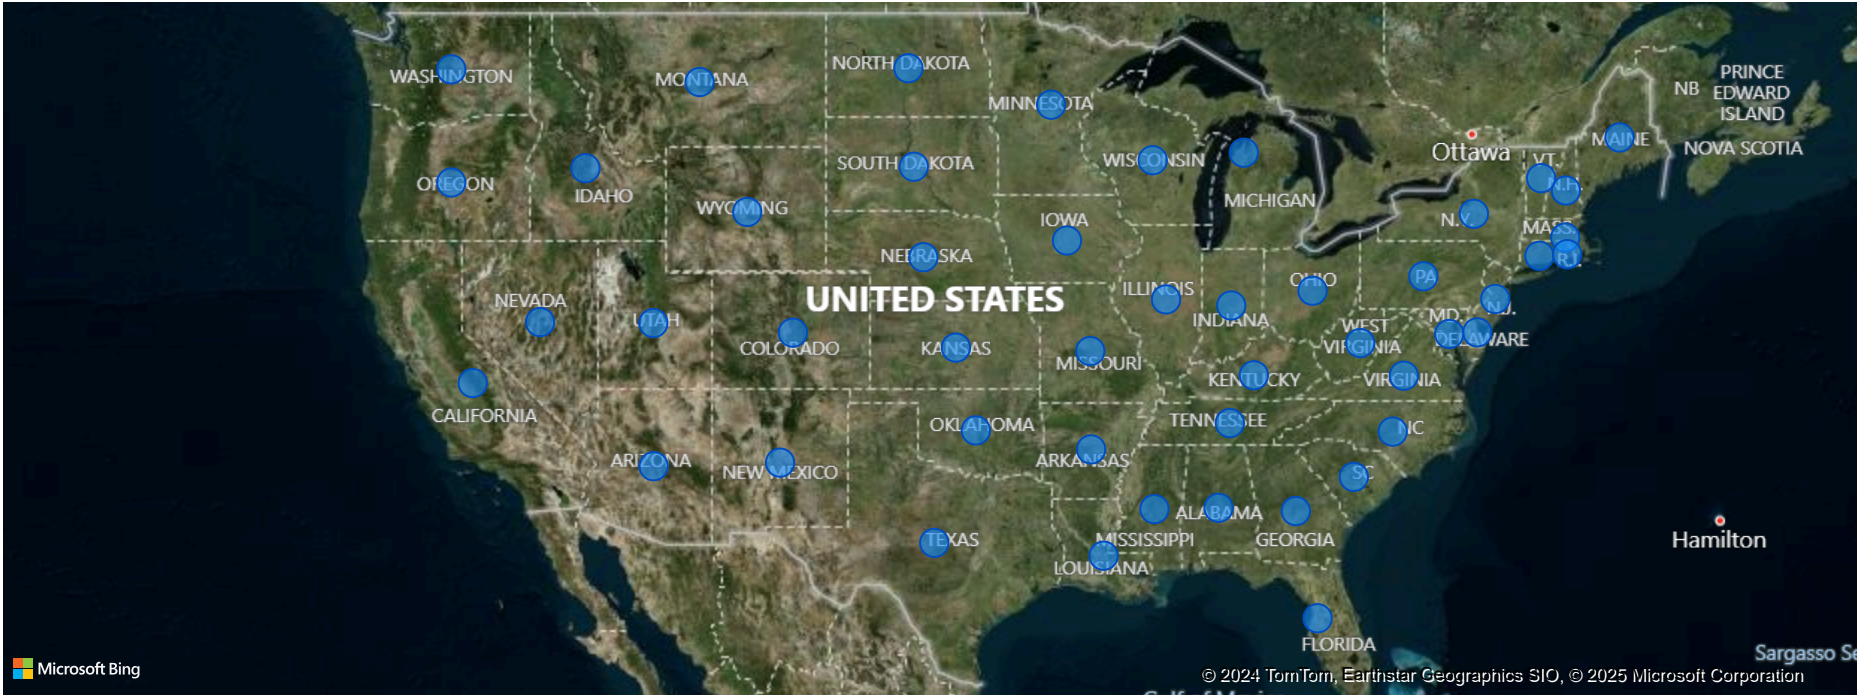 WASHINGTON
MONTANA
NORTH DAKOTA
MINNESOTA
PRINCE
EDWARD
ISLAND
NB
MAINE
NOVA SCOTIA
Ottawa
VT.
N.H.
OREGON
IDAHO
SOUTH DAKOTA
WISCONSIN
MICHIGAN
WYOMING
IOWA
N.Y.
MASS.
R.I.
NEBRASKA
NEVADA
UTAH
COLORADO
UNITED STATES
KANSAS
ILLINOIS
INDIANA
OHIO
PA
N.J.
MD.
DELAWARE
WEST
VIRGINIA
MISSOURI
KENTUCKY
VIRGINIA
CALIFORNIA
TENNESSEE
NC
OKLAHOMA
ARIZONA
NEW MEXICO
ARKANSAS
SC
ALABAMA
MISSISSIPPI
GEORGIA
TEXAS
LOUISIANA
Hamilton
FLORIDA
Sargasso Se
Microsoft Bing
© 2024 TomTom, Earthstar Geographics SIO, © 2025 Microsoft Corporation